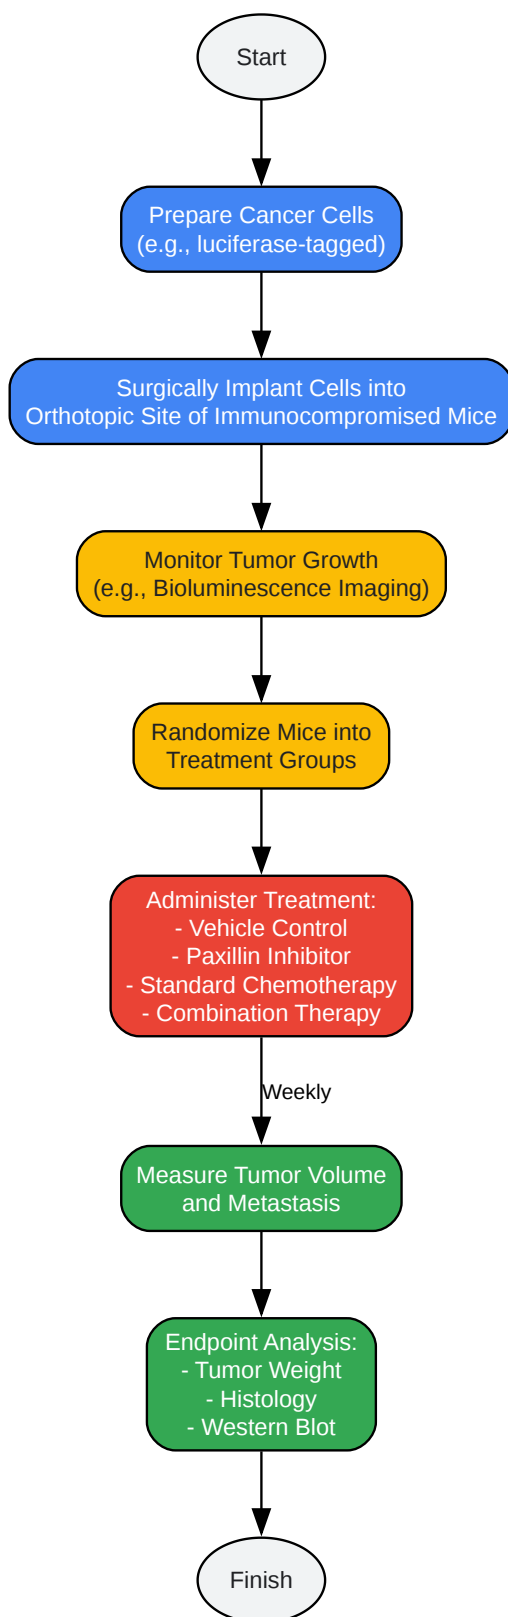 Start
Prepare Cancer Cells
(e.g., luciferase-tagged)
Surgically Implant Cells into
Orthotopic Site of Immunocompromised Mice
Monitor Tumor Growth
(e.g., Bioluminescence Imaging)
Randomize Mice into
Treatment Groups
Administer Treatment:
- Vehicle Control
- Paxillin Inhibitor
- Standard Chemotherapy
- Combination Therapy
Weekly
Measure Tumor Volume
and Metastasis
Endpoint Analysis:
- Tumor Weight
- Histology
- Western Blot
Finish